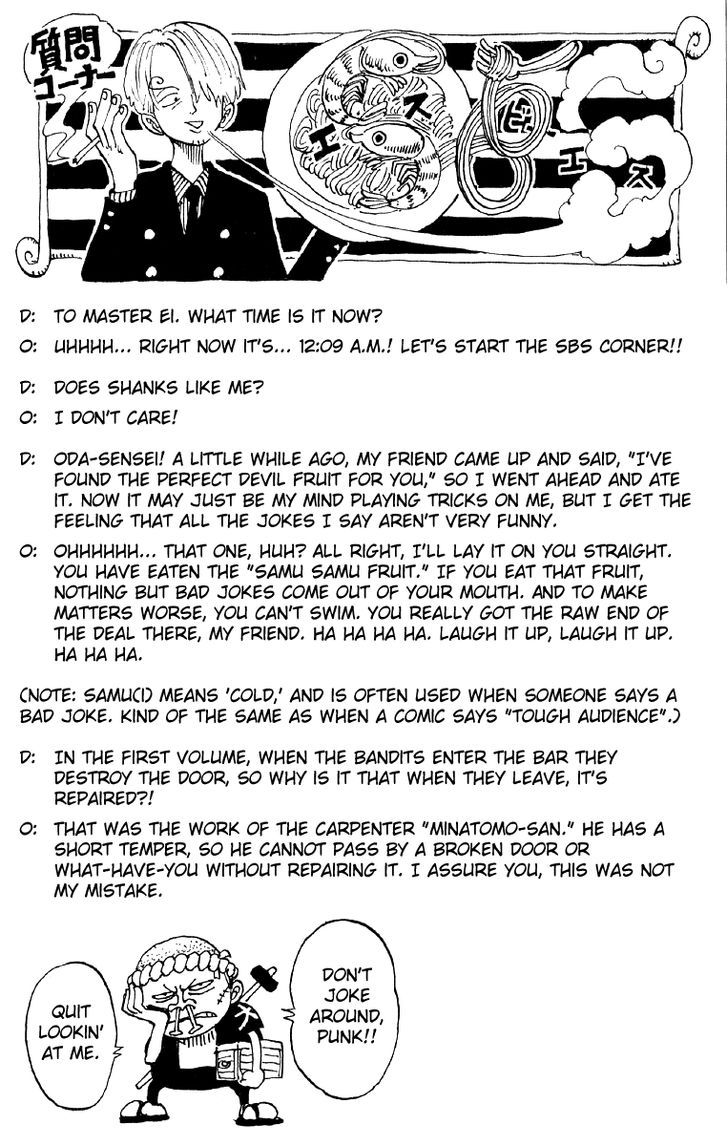 質問
コーナー
エス
ビー
エス
D: TO MASTER EI. WHAT TIME IS IT NOW?
O: UHHHH... RIGHT NOW IT'S... 12:09 A.M.! LET'S START THE SBS CORNER!!
D: DOES SHANKS LIKE ME?
O: I DON'T CARE!
D: ODA-SENSEI! A LITTLE WHILE AGO, MY FRIEND CAME UP AND SAID, "I'VE
FOUND THE PERFECT DEVIL FRUIT FOR YOU," SO I WENT AHEAD AND ATE
IT. NOW IT MAY JUST BE MY MIND PLAYING TRICKS ON ME, BUT I GET THE
FEELING THAT ALL THE JOKES I SAY AREN'T VERY FUNNY.
O: OHHHHHH... THAT ONE, HUH? ALL RIGHT, I'LL LAY IT ON YOU STRAIGHT.
YOU HAVE EATEN THE "SAMU SAMU FRUIT." IF YOU EAT THAT FRUIT,
NOTHING BUT BAD JOKES COME OUT OF YOUR MOUTH. AND TO MAKE
MATTERS WORSE, YOU CAN'T SWIM. YOU REALLY GOT THE RAW END OF
THE DEAL THERE, MY FRIEND. HA HA HA HA. LAUGH IT UP, LAUGH IT UP.
HA HA HA.
(NOTE: SAMU(I) MEANS 'COLD,' AND IS OFTEN USED WHEN SOMEONE SAYS A
BAD JOKE. KIND OF THE SAME AS WHEN A COMIC SAYS "TOUGH AUDIENCE".)
D: IN THE FIRST VOLUME, WHEN THE BANDITS ENTER THE BAR THEY
DESTROY THE DOOR, SO WHY IS IT THAT WHEN THEY LEAVE, IT'S
REPAIRED?!
O: THAT WAS THE WORK OF THE CARPENTER "MINATOMO-SAN." HE HAS A
SHORT TEMPER, SO HE CANNOT PASS BY A BROKEN DOOR OR
WHAT-HAVE-YOU WITHOUT REPAIRING IT. I ASSURE YOU, THIS WAS NOT
MY MISTAKE.
DON'T
JOKE
AROUND,
PUNK!!
QUIT
LOOKIN'
AT ME.